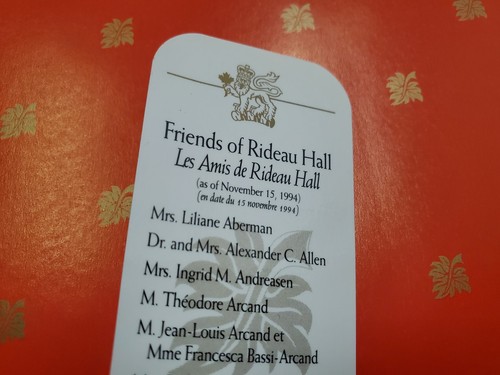 Friends of Rideau Hall
Les Amis de Rideau Hall
(as of November 15, 1994)
(en date du 15 novembre 1994)
Mrs. Liliane Aberman
Dr. and Mrs. Alexander C. Allen
Mrs. Ingrid M. Andreasen
M. Théodore Arcand
M. Jean-Louis Arcand et
Mme Francesca Bassi-Arcand